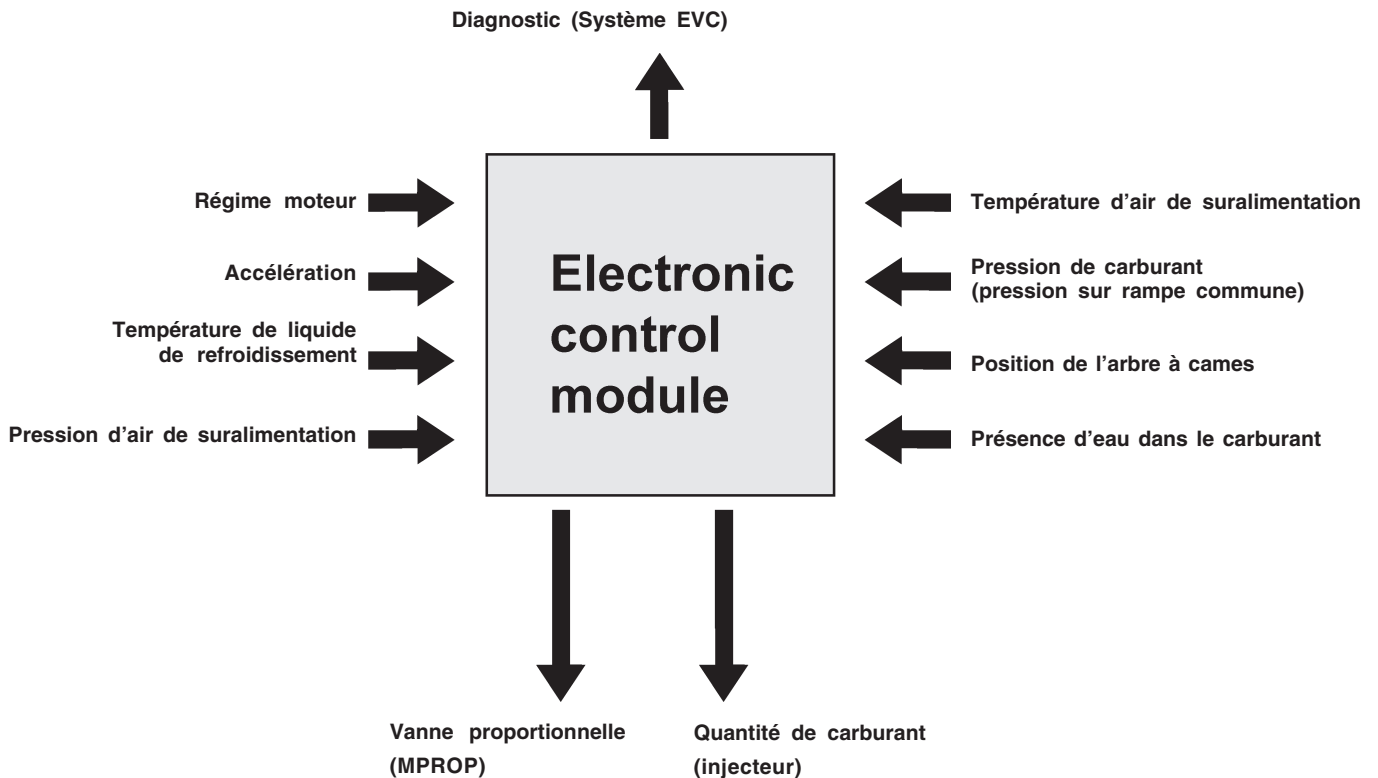 Diagnostic (Système EVC)
Régime moteur
Accélération
Température de liquide
de refroidissement
Pression d'air de suralimentation
Electronic
control
module
Température d'air de suralimentation
Pression de carburant
(pression sur rampe commune)
Position de l'arbre à cames
Présence d'eau dans le carburant
Vanne proportionnelle
(MPROP)
Quantité de carburant
(injecteur)